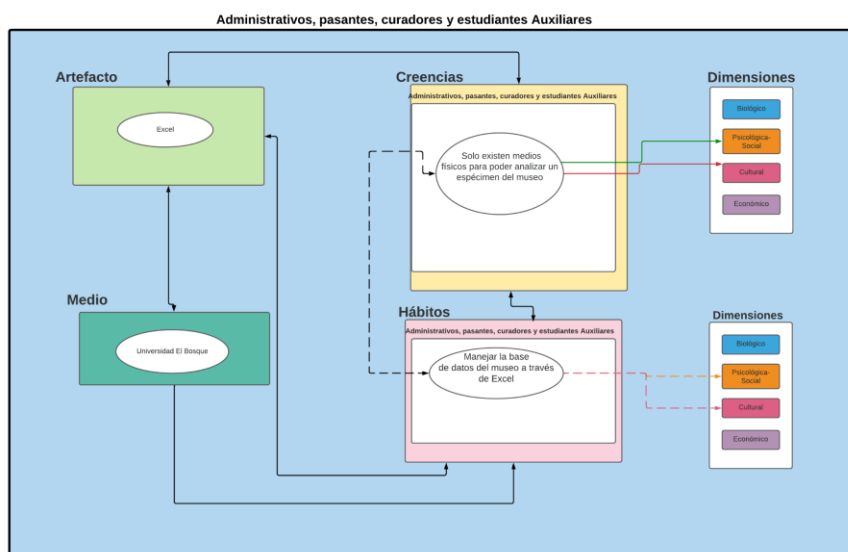 Administrativos, pasantes, curadores y estudiantes Auxiliares
Artefacto
Excel
Creencias
Administrativos, pasantes, curadores y estudiantes Auxiliares
Solo existen medios
físicos para poder analizar un
espécimen del museo
Dimensiones
Biológico
Psicológica-
Social
Cultural
Económico
Medio
Universidad El Bosque
Hábitos
Administrativos, pasantes, curadores y estudiantes Auxiliares
Manejar la base
de datos del museo a través
de Excel
Dimensiones
Biológico
Psicológica-
Social
Cultural
Económico